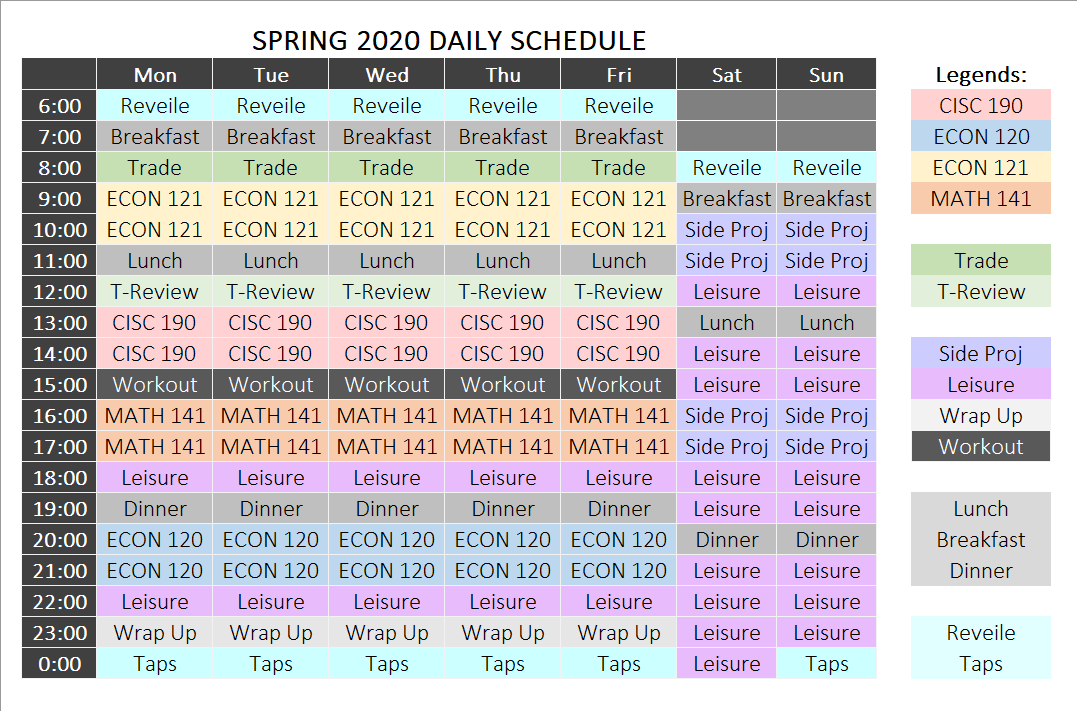 SPRING 2020 DAILY SCHEDULE
Mon Tue Wed Thu Fri Sat Sun Legends:
6:00 Reveile Reveile Reveile Reveile Reveile CISC 190
7:00 Breakfast Breakfast Breakfast Breakfast Breakfast ECON 120
8:00 Trade Trade Trade Trade Trade Reveile Reveile ECON 121
9:00 ECON 121 ECON 121 ECON 121 ECON 121 ECON 121 Breakfast Breakfast MATH 141
10:00 ECON 121 ECON 121 ECON 121 ECON 121 ECON 121 Side Proj Side Proj
11:00 Lunch Lunch Lunch Lunch Lunch Side Proj Side Proj Trade
12:00 T-Review T-Review T-Review T-Review T-Review Leisure Leisure T-Review
13:00 CISC 190 CISC 190 CISC 190 CISC 190 CISC 190 Lunch Lunch
14:00 CISC 190 CISC 190 CISC 190 CISC 190 CISC 190 Leisure Leisure Side Proj
15:00 Workout Workout Workout Workout Workout Leisure Leisure Leisure
16:00 MATH 141 MATH 141 MATH 141 MATH 141 MATH 141 Side Proj Side Proj Wrap Up
17:00 MATH 141 MATH 141 MATH 141 MATH 141 MATH 141 Side Proj Side Proj Workout
18:00 Leisure Leisure Leisure Leisure Leisure Leisure Leisure
19:00 Dinner Dinner Dinner Dinner Dinner Leisure Leisure Lunch
20:00 ECON 120 ECON 120 ECON 120 ECON 120 ECON 120 Dinner Dinner Breakfast
21:00 ECON 120 ECON 120 ECON 120 ECON 120 ECON 120 Leisure Leisure Dinner
22:00 Leisure Leisure Leisure Leisure Leisure Leisure Leisure
23:00 Wrap Up Wrap Up Wrap Up Wrap Up Wrap Up Leisure Leisure Reveile
0:00 Taps Taps Taps Taps Taps Leisure Taps Taps